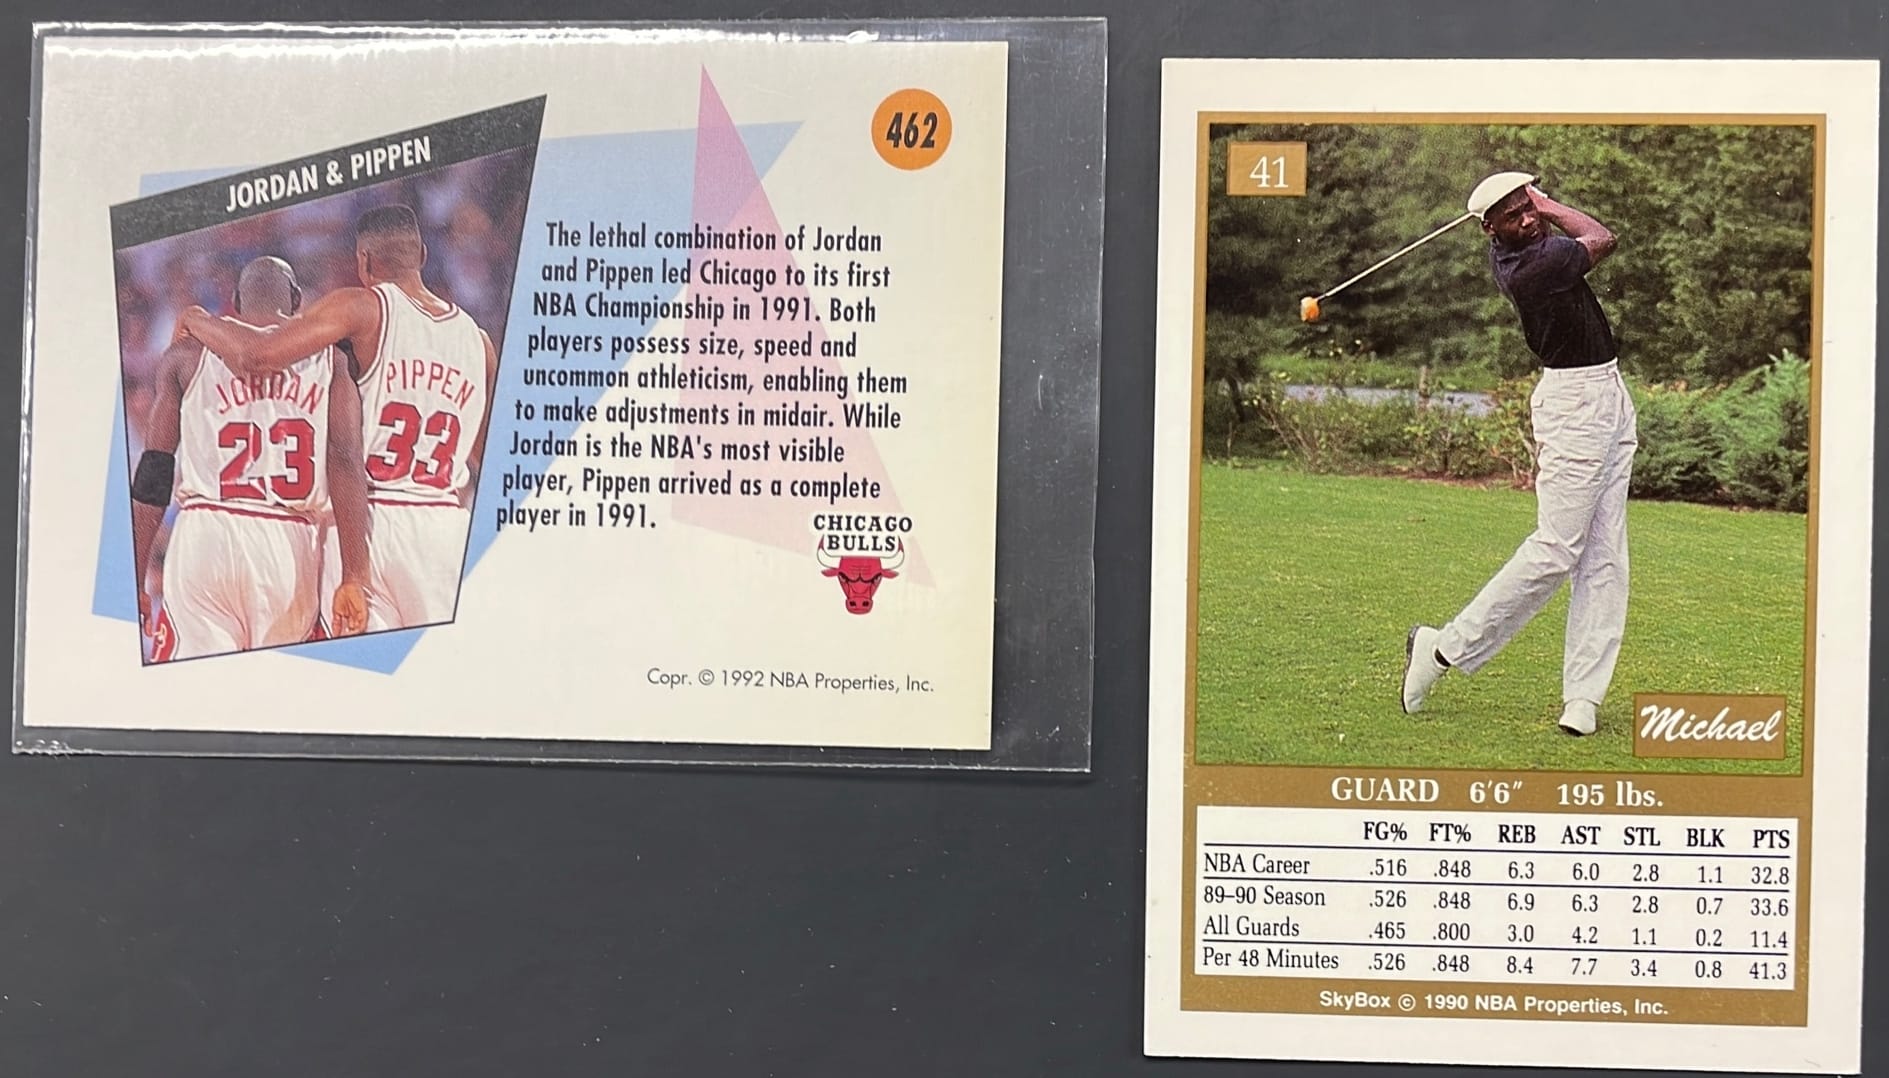 462
JORDAN & PIPPEN
JORDAN
23
PIPPEN
33
The lethal combination of Jordan
and Pippen led Chicago to its first
NBA Championship in 1991. Both
players possess size, speed and
uncommon athleticism, enabling them
to make adjustments in midair. While
Jordan is the NBA's most visible
player, Pippen arrived as a complete
player in 1991.
CHICAGO
BULLS
Copr. © 1992 NBA Properties, Inc.
41
Michael
GUARD 6'6" 195 lbs.
FG% FT% REB AST STL BLK PTS
NBA Career .516 .848 6.3 6.0 2.8 1.1 32.8
89–90 Season .526 .848 6.9 6.3 2.8 0.7 33.6
All Guards .465 .800 3.0 4.2 1.1 0.2 11.4
Per 48 Minutes .526 .848 8.4 7.7 3.4 0.8 41.3
SkyBox © 1990 NBA Properties, Inc.